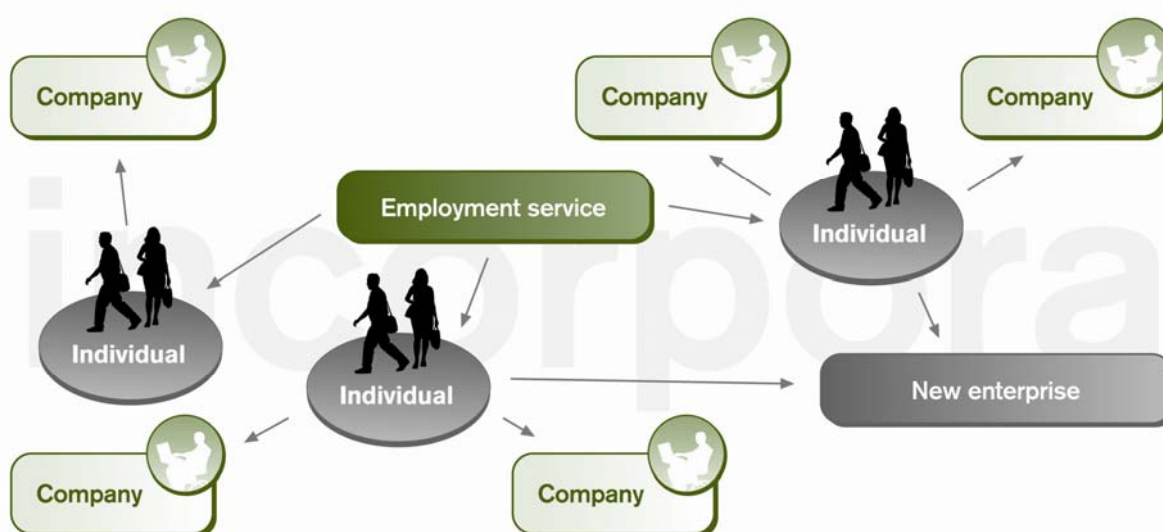 Company
Company
Company
Employment service
Individual
Individual
Individual
New enterprise
Company
Company
incorpora